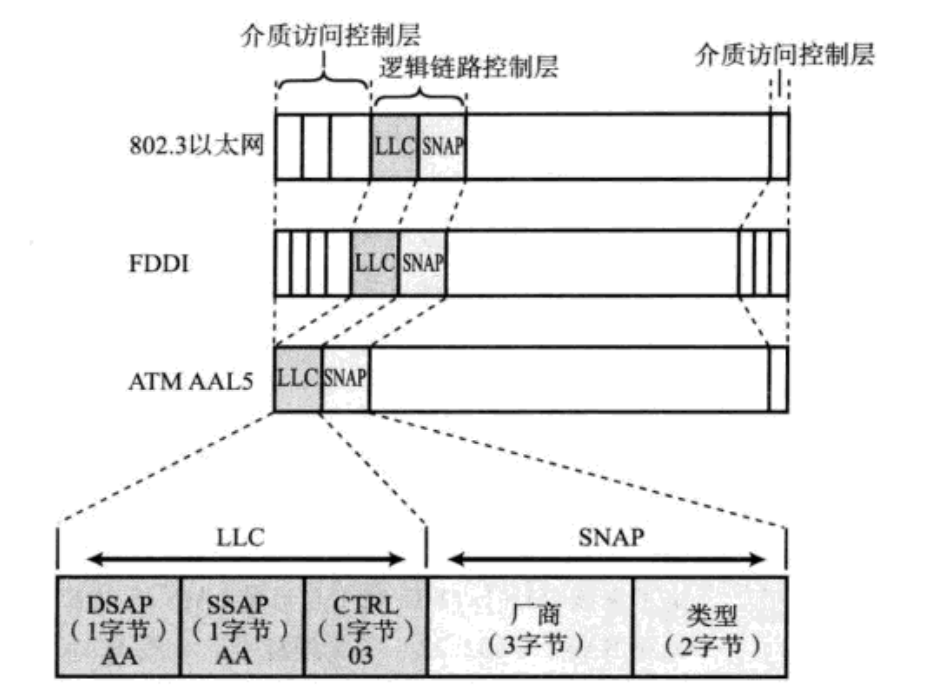 介质访问控制层
逻辑链路控制层
介质访问控制层
802.3以太网
LLC
SNAP
FDDI
LLC
SNAP
ATM AAL5
LLC
SNAP
LLC
SNAP
DSAP
（1字节）
AA
SSAP
（1字节）
AA
CTRL
（1字节）
03
厂商
（3字节）
类型
（2字节）